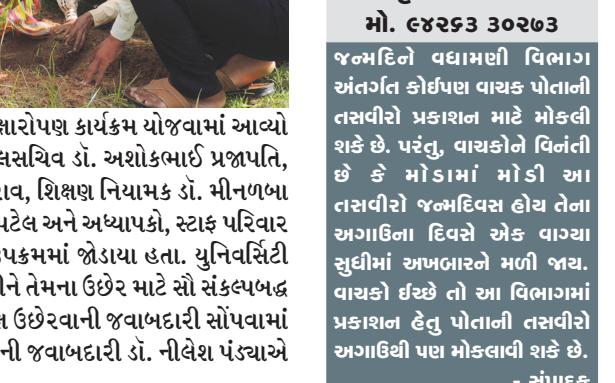 ક્ષારોપણ કાર્યક્રમ યોજવામાં આવ્યો
લસચિવ ડૉ. અશોકભાઈ પ્રજાપતિ,
રાવ, શિક્ષણ નિયામક ડૉ. મીનળબા
પટેલ અને અધ્યાપકો, સ્ટાફ પરિવાર
ઉપક્રમમાં જોડાયા હતા. યુનિવર્સિટી
ીને તેમના ઉછેર માટે સૌ સંકલ્પબદ્ધ
ઉછેરવાની જવાબદારી સોંપવામાં
ની જવાબદારી ડૉ. નીલેશ પંડ્યાએ
મો. ૯૪૨૬૩ ૩૦૨૭૩
જન્મદિને વધામણી વિભાગ
અંતર્ગત કોઈપણ વાચક પોતાની
તસવીરો પ્રકાશન માટે મોકલી
શકે છે. પરંતુ, વાચકોને વિનંતી
છે કે મોડામાં મોડી આ
તસવીરો જન્મદિવસ હોય તેના
અગાઉના દિવસે એક વાગ્યા
સુધીમાં અખબારને મળી જાય.
વાચકો ઈચ્છે તો આ વિભાગમાં
પ્રકાશન હેતુ પોતાની તસવીરો
અગાઉથી પણ મોકલાવી શકે છે.
- સંપાદક